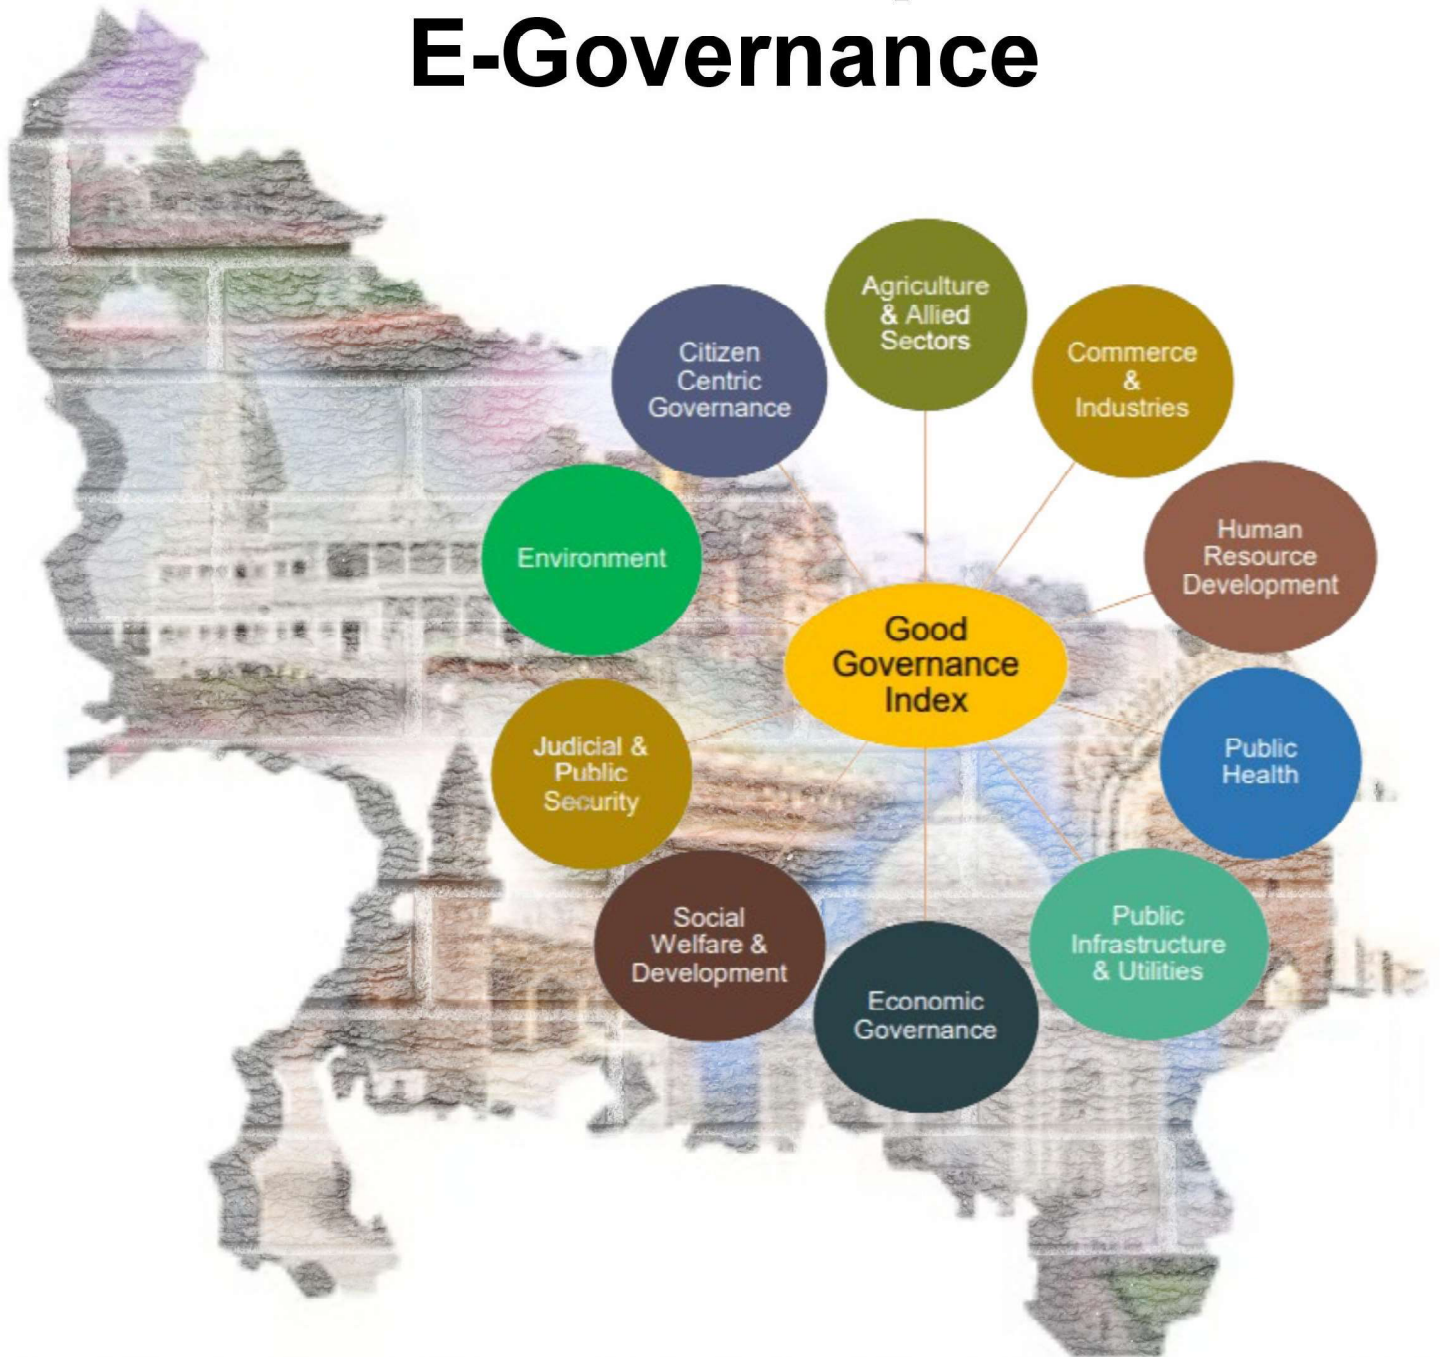 E-Governance
Agriculture
& Allied
Sectors
Commerce
&
Industries
Human
Resource
Development
Public
Health
Public
Infrastructure
& Utilities
Economic
Governance
Social
Welfare &
Development
Judicial &
Public
Security
Environment
Citizen
Centric
Governance
Good
Governance
Index